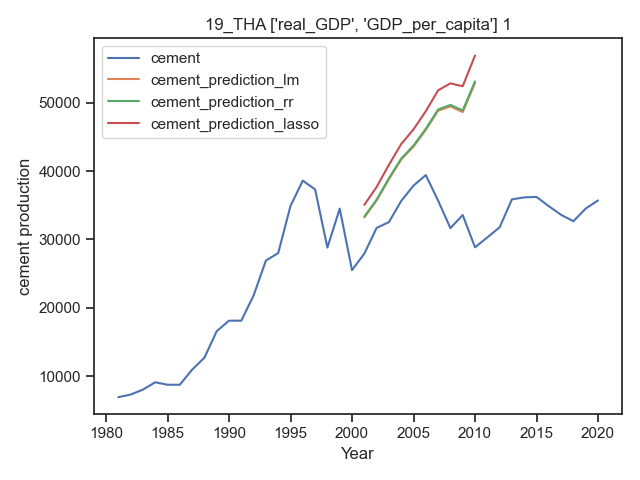 19_THA ['real_GDP', 'GDP_per_capita'] 1
cement
cement_prediction_lm
cement_prediction_rr
cement_prediction_lasso
cement production
50000
40000
30000
20000
10000
1980 1985 1990 1995 2000 2005 2010 2015 2020
Year